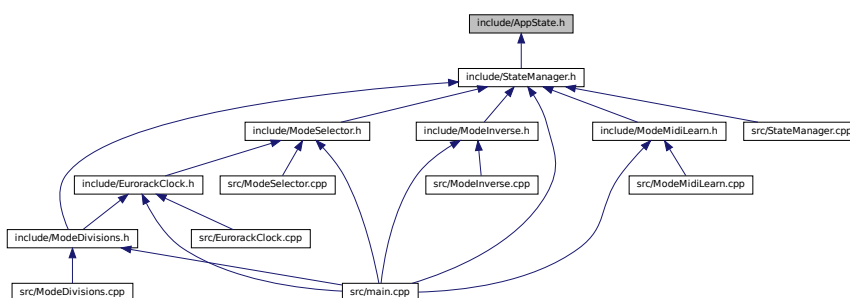 include/AppState.h
include/StateManager.h
include/ModeSelector.h
include/ModeInverse.h
include/ModeMidiLearn.h
src/StateManager.cpp
include/EurorackClock.h
src/ModeSelector.cpp
src/ModeInverse.cpp
src/ModeMidiLearn.cpp
include/ModeDivisions.h
src/EurorackClock.cpp
src/ModeDivisions.cpp
src/main.cpp